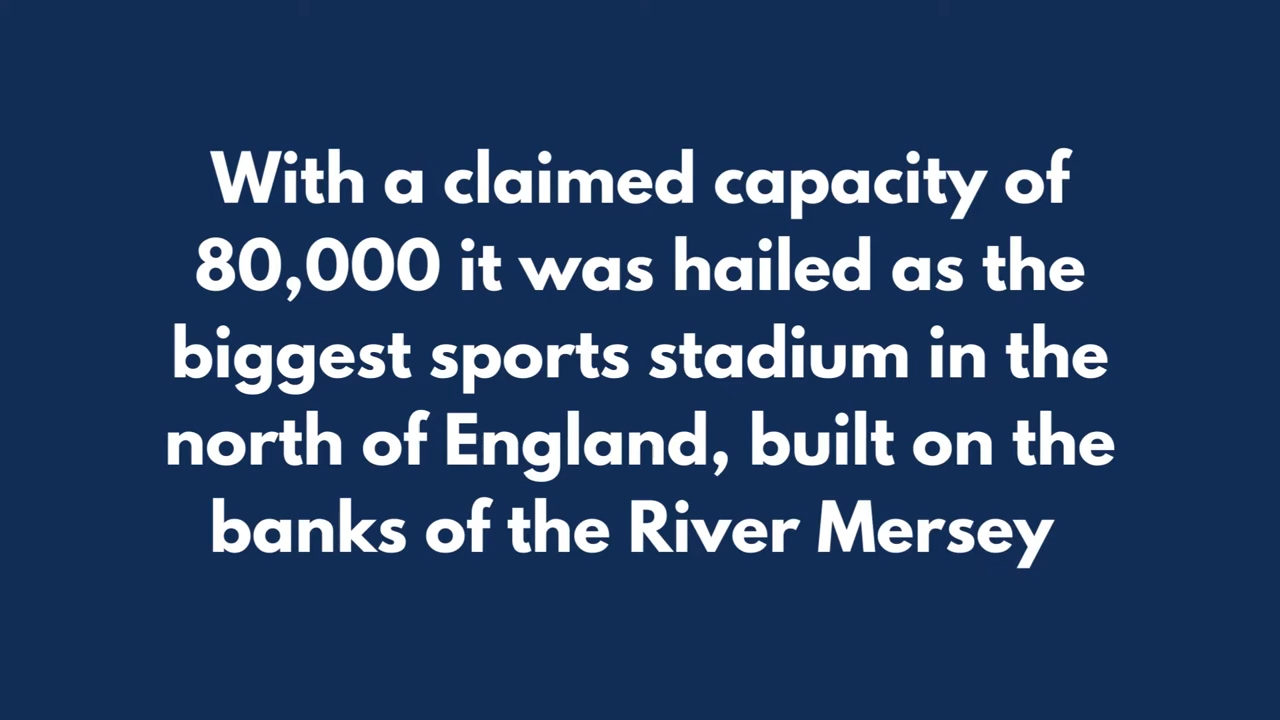 With a claimed capacity of
80,000 it was hailed as the
biggest sports stadium in the
north of England, built on the
banks of the River Mersey